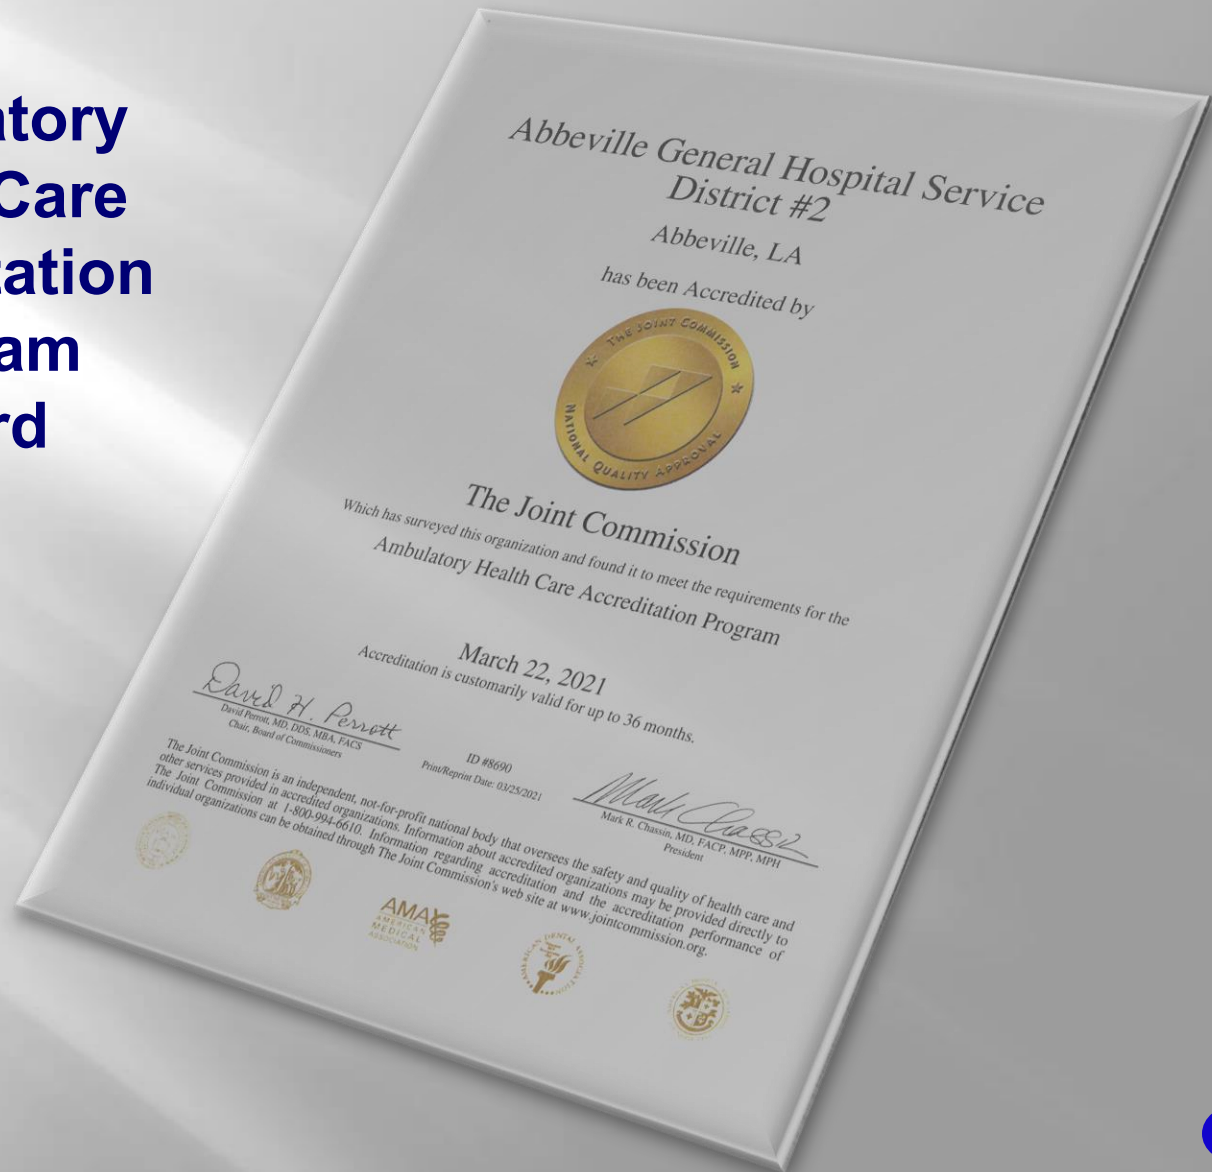 atory
Care
tation
am
rd
Abbeville General Hospital Service
District #2
Abbeville, LA
has been Accredited by
THE JOINT COMMISSION
NATIONAL QUALITY APPROVAL
The Joint Commission
Which has surveyed this organization and found it to meet the requirements for the
Ambulatory Health Care Accreditation Program
March 22, 2021
Accreditation is customarily valid for up to 36 months.
David H. Perrott
David Perrott, MD, DDS, MBA, FACS
Chair, Board of Commissioners
ID #8690
Print/Reprint Date: 03/25/2021
Mark Chassin
Mark R. Chassin, MD, FACP, MPP, MPH
President
The Joint Commission is an independent, not-for-profit national body that oversees the safety and quality of health care and
other services provided in accredited organizations. Information about accredited organizations may be provided directly to
The Joint Commission at 1-800-994-6610. Information regarding accreditation and the accreditation performance of
individual organizations can be obtained through The Joint Commission's web site at www.jointcommission.org.
AMA
AMERICAN
MEDICAL
ASSOCIATION
AMERICAN DENTAL ASSOCIATION